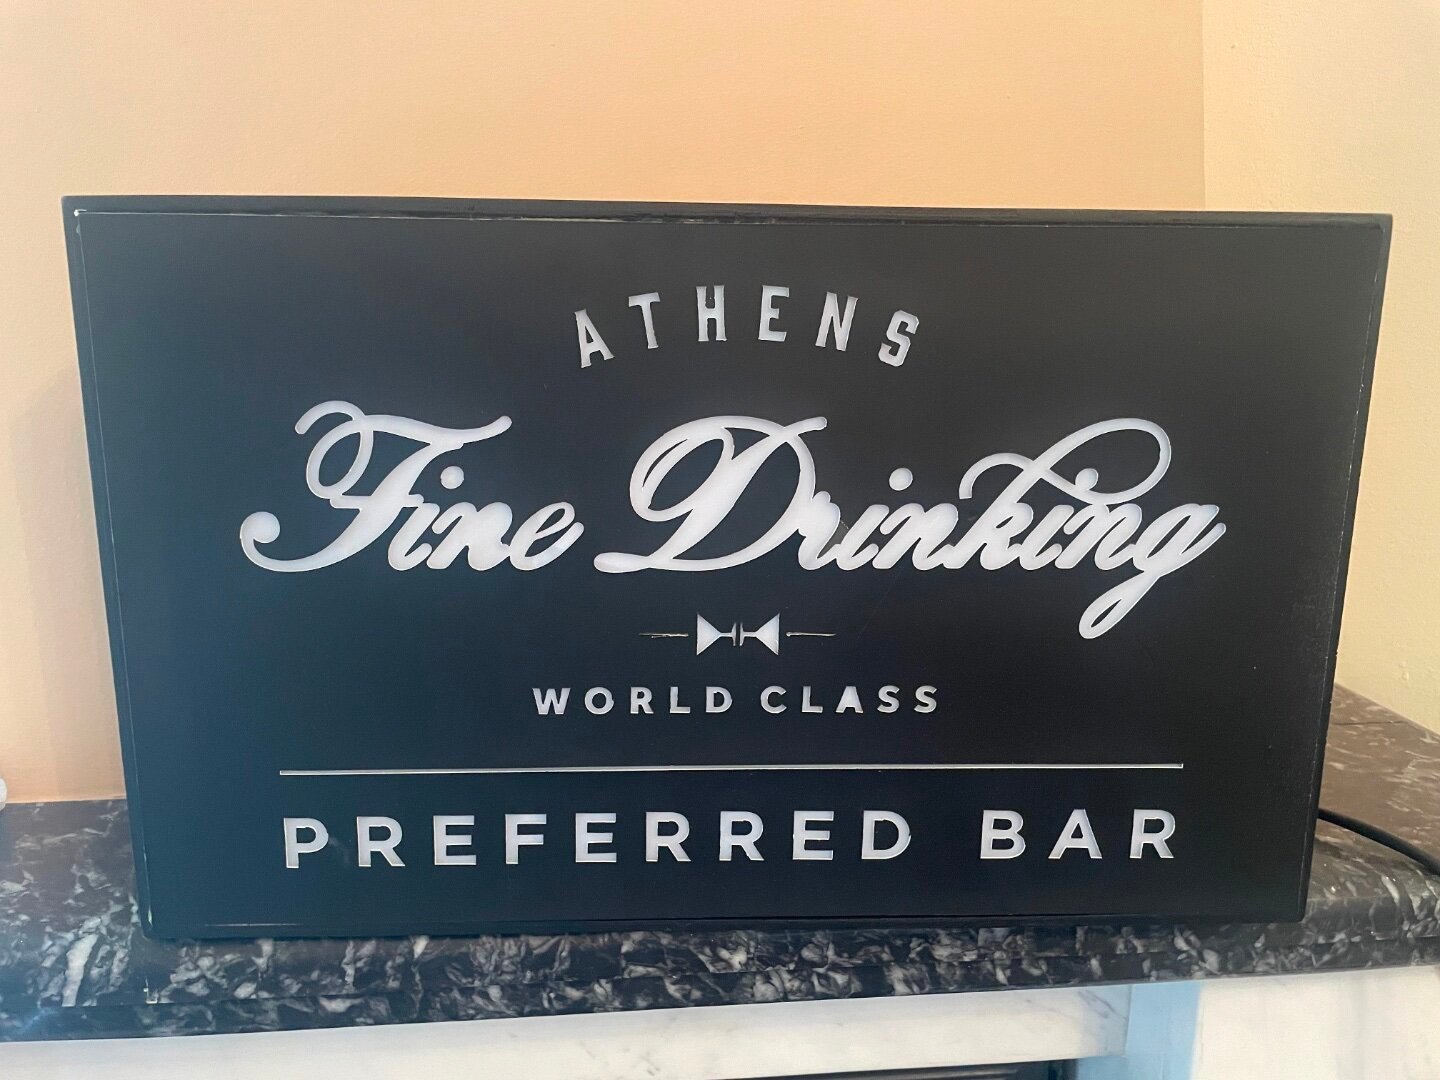 ATHENS
Fine Drinking
WORLD CLASS
PREFERRED BAR